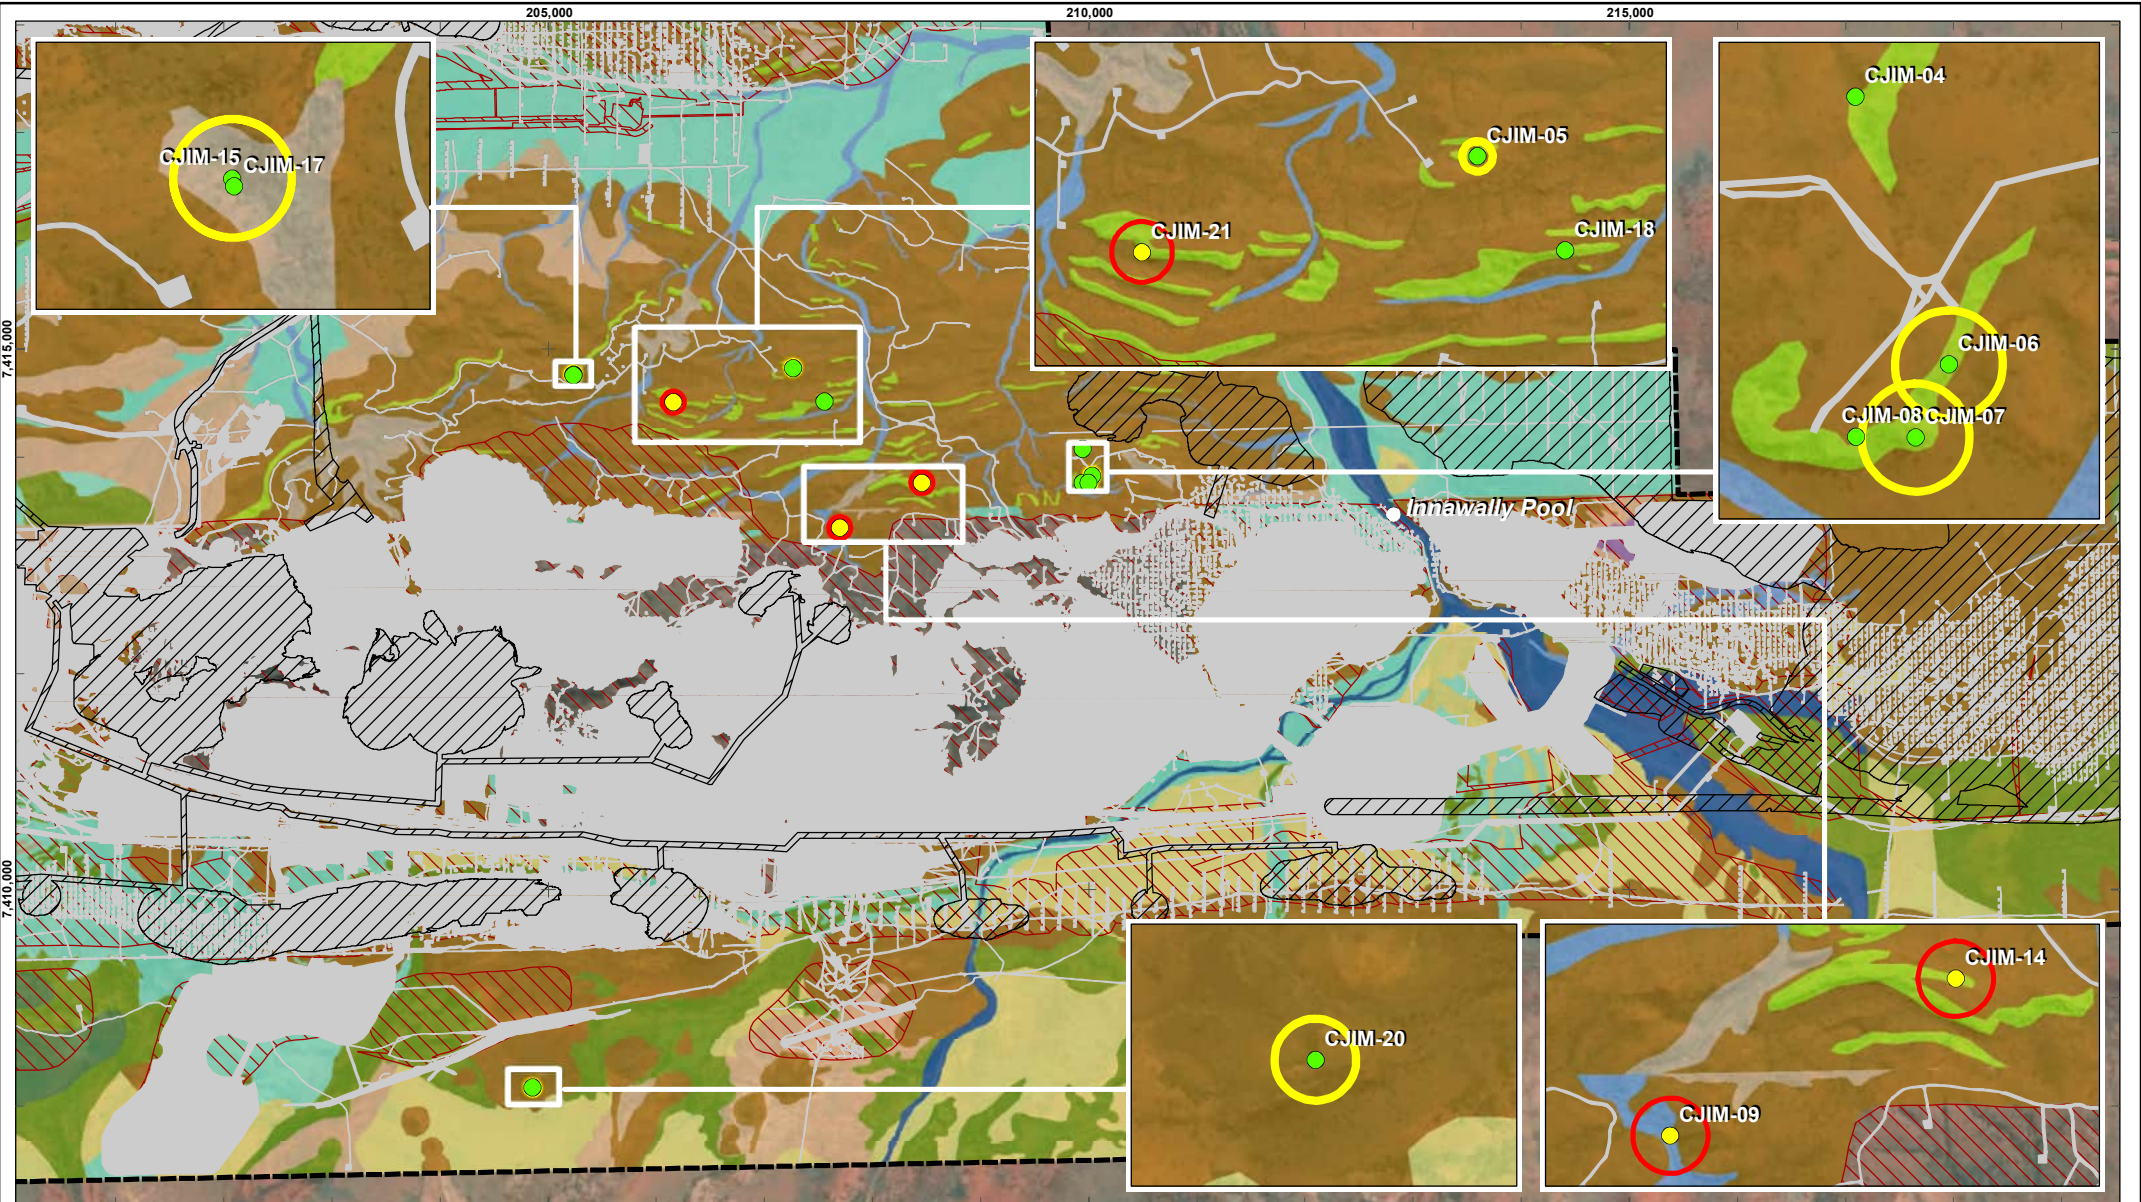 205,000
210,000
215,000
CJIM-04
CJIM-05
CJIM-15
CJIM-17
CJIM-21
CJIM-18
7,415,000
CJIM-06
CJIM-08
CJIM-07
Innawally Pool
7,410,000
CJIM-14
CJIM-20
CJIM-09